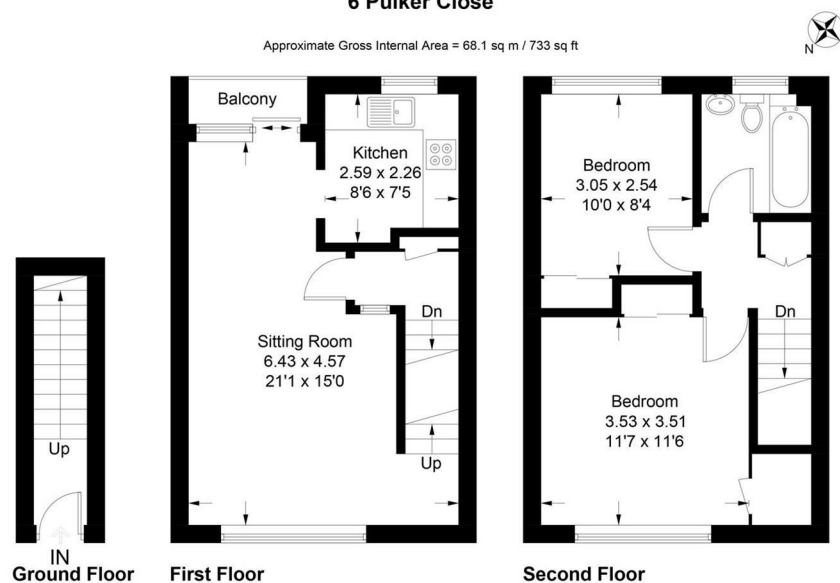 6 Pulker Close
Approximate Gross Internal Area = 68.1 sq m / 733 sq ft
N
Balcony
Kitchen
2.59 x 2.26
8'6 x 7'5
Dn
Sitting Room
6.43 x 4.57
21'1 x 15'0
Up
Up
IN
Bedroom
3.05 x 2.54
10'0 x 8'4
Dn
Bedroom
3.53 x 3.51
11'7 x 11'6
Ground Floor
First Floor
Second Floor